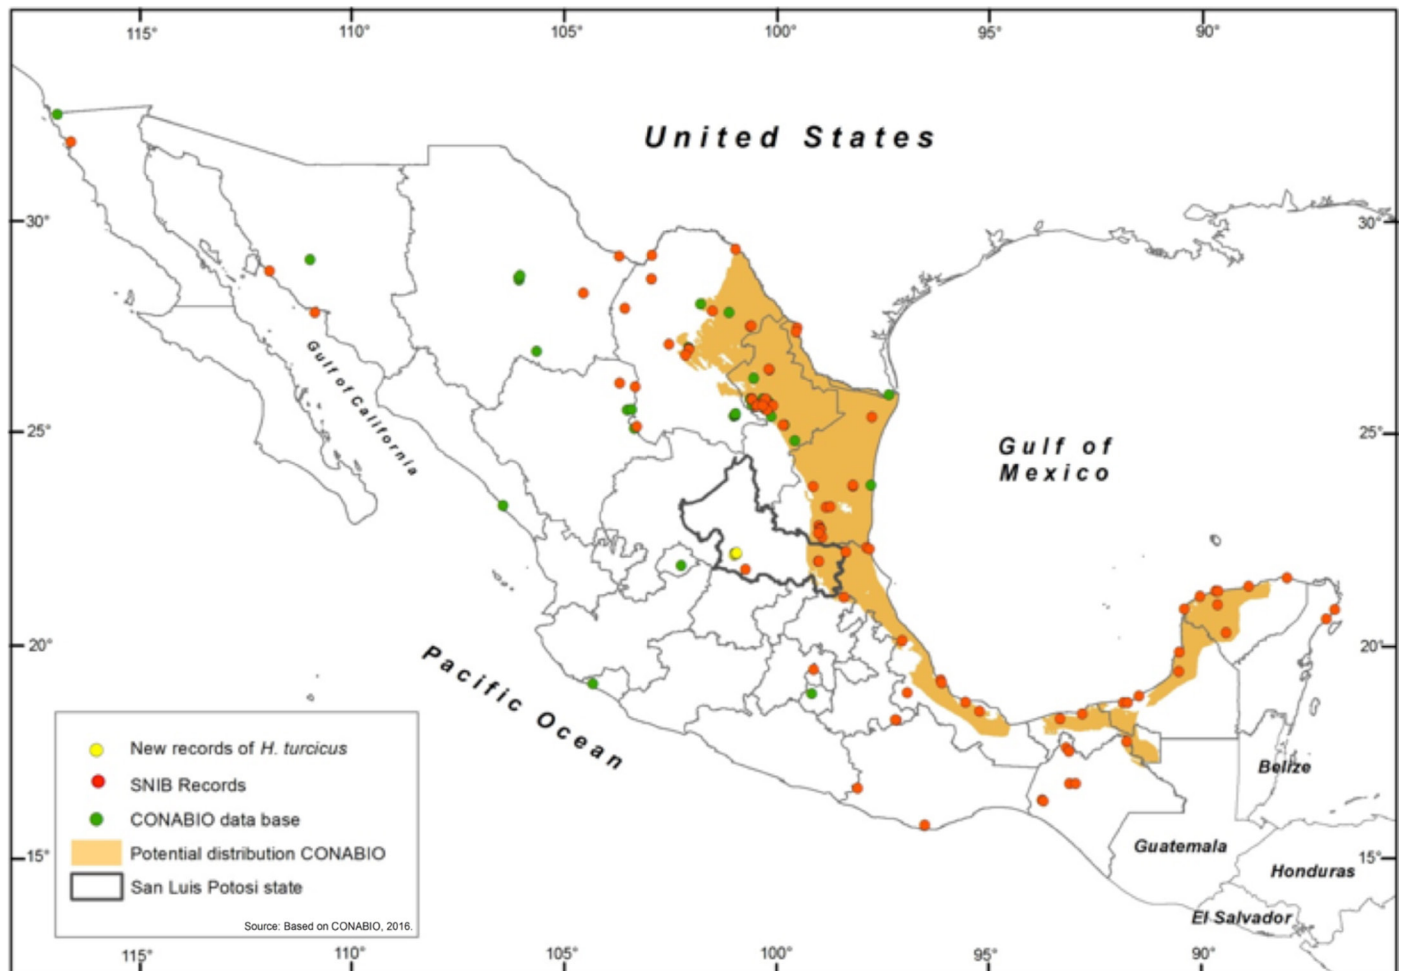 115° 110° 105° 100° 95° 90°
United States
30° 30°
Gulf of California
Gulf of
Mexico
25° 25°
20° 20°
Pacific Ocean
New records of H. turcicus
SNIB Records
CONABIO data base
Potential distribution CONABIO
San Luis Potosi state
Source: Based on CONABIO, 2016.
Belize
Guatemala
15° 15°
Honduras
El Salvador
115° 110° 105° 100° 95° 90°